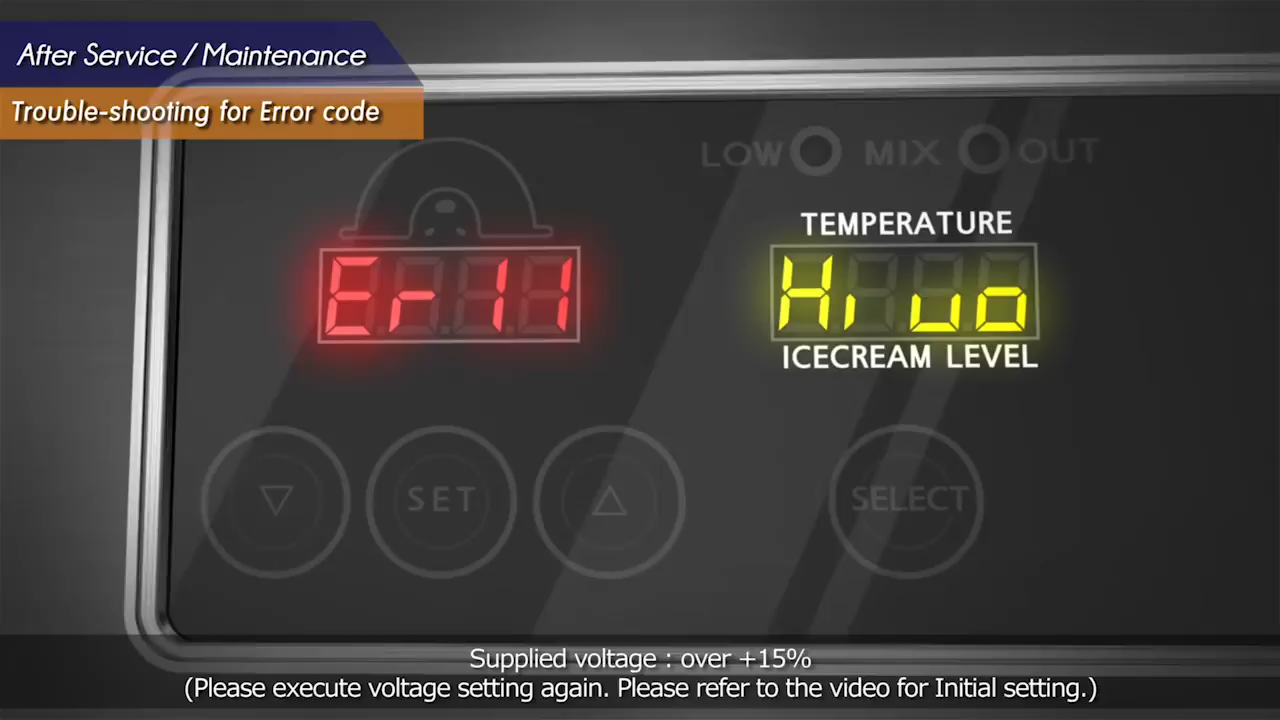 After Service / Maintenance
Trouble-shooting for Error code
LOW MIX OUT
TEMPERATURE
Er 11
Hi uo
ICECREAM LEVEL
SET
SELECT
Supplied voltage : over +15%
(Please execute voltage setting again. Please refer to the video for Initial setting.)